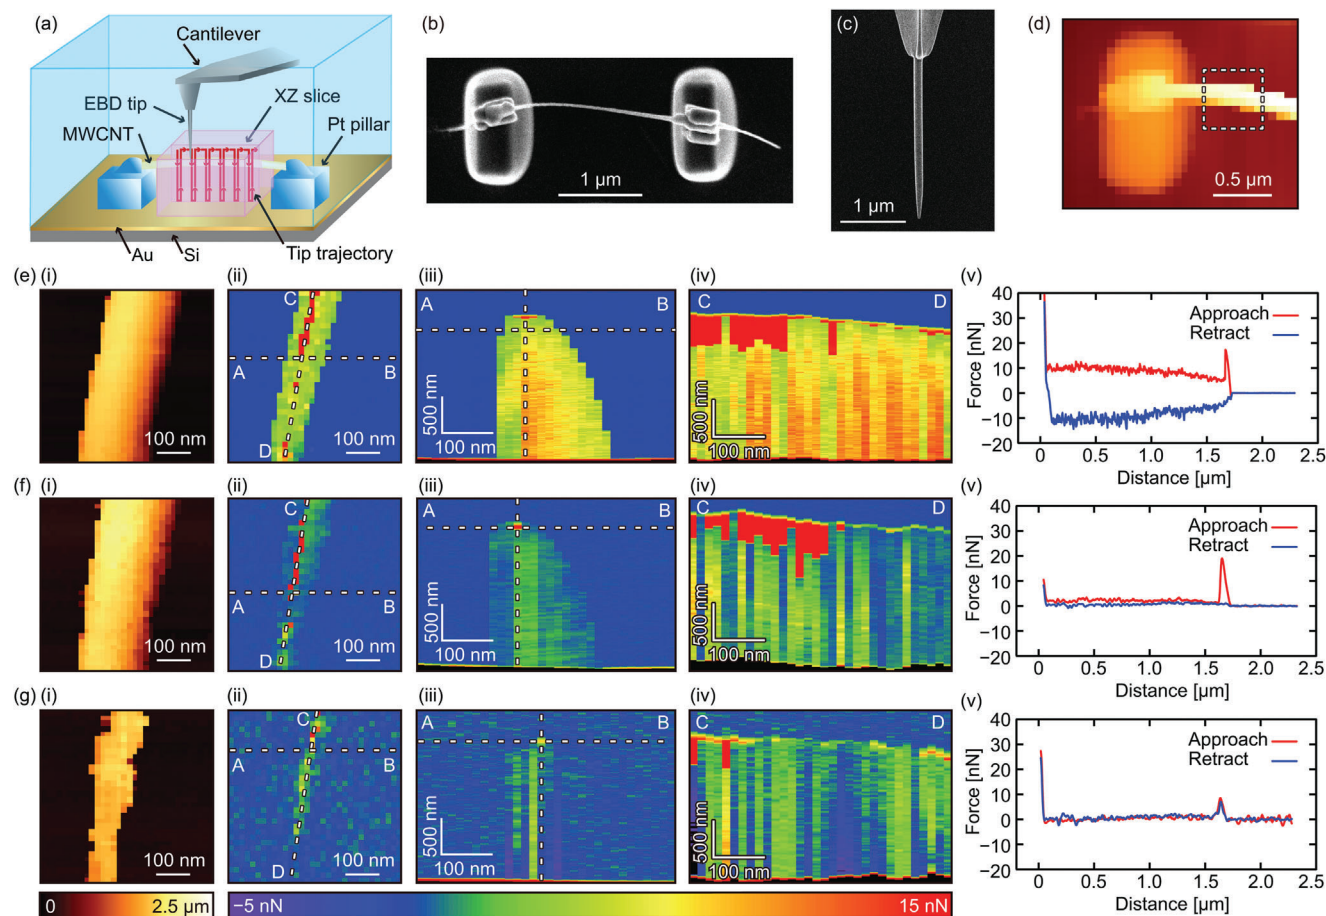 (a)
Cantilever
EBD tip
XZ slice
MWCNT
Pt pillar
Au
Si
Tip trajectory
(b)
1 µm
(c)
1 µm
(d)
0.5 µm
(e) (i)
100 nm
(ii)
C
A
B
D
100 nm
(iii)
A
B
500 nm
100 nm
(iv)
C
D
500 nm
100 nm
(v)
40
30
20
10
0
−10
−20
Force [nN]
Approach
Retract
0
0.5
1.0
1.5
2.0
2.5
Distance [µm]
(f) (i)
100 nm
(ii)
C
A
B
D
100 nm
(iii)
A
B
500 nm
100 nm
(iv)
C
D
500 nm
100 nm
(v)
40
30
20
10
0
−10
−20
Force [nN]
Approach
Retract
0
0.5
1.0
1.5
2.0
2.5
Distance [µm]
(g) (i)
100 nm
(ii)
C
A
B
D
100 nm
(iii)
A
B
500 nm
100 nm
(iv)
C
D
500 nm
100 nm
(v)
40
30
20
10
0
−10
−20
Force [nN]
Approach
Retract
0
0.5
1.0
1.5
2.0
2.5
Distance [µm]
0
2.5 µm
−5 nN
15 nN